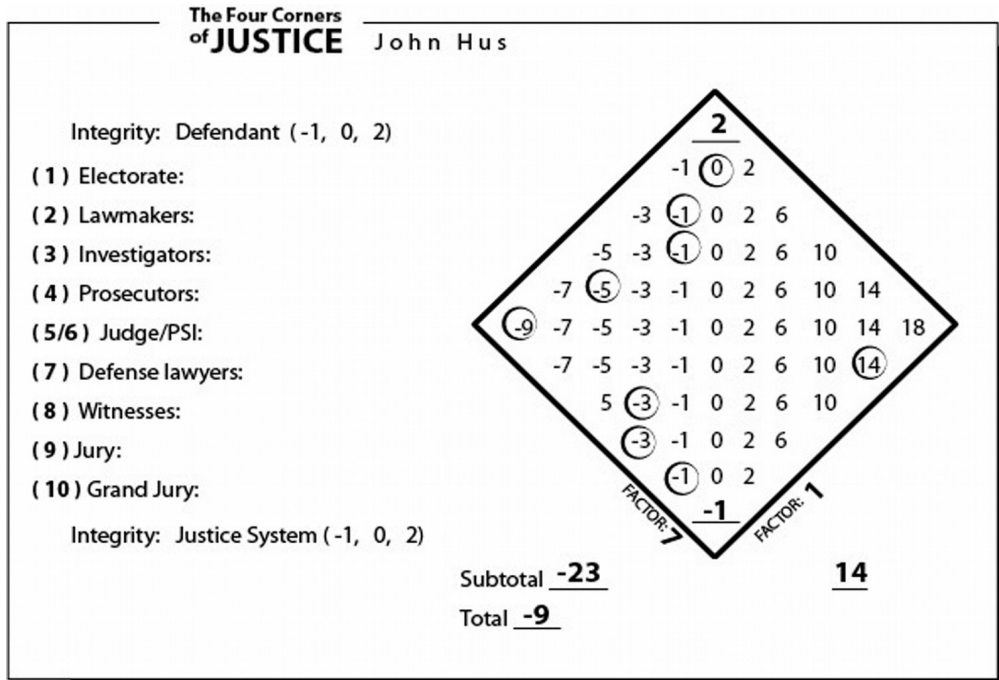 The Four Corners
of JUSTICE John Hus
Integrity: Defendant (-1, 0, 2)
2
(1) Electorate:
-1 0 2
(2) Lawmakers:
-3 -1 0 2 6
(3) Investigators:
-5 -3 -1 0 2 6 10
(4) Prosecutors:
-7 -5 -3 -1 0 2 6 10 14
(5/6) Judge/PSI:
-9 -7 -5 -3 -1 0 2 6 10 14 18
(7) Defense lawyers:
-7 -5 -3 -1 0 2 6 10 14
(8) Witnesses:
5 -3 -1 0 2 6 10
(9) Jury:
-3 -1 0 2 6
(10) Grand Jury:
-1 0 2
Integrity: Justice System (-1, 0, 2)
-1
FACTOR: 7
FACTOR: 1
Subtotal -23
14
Total -9